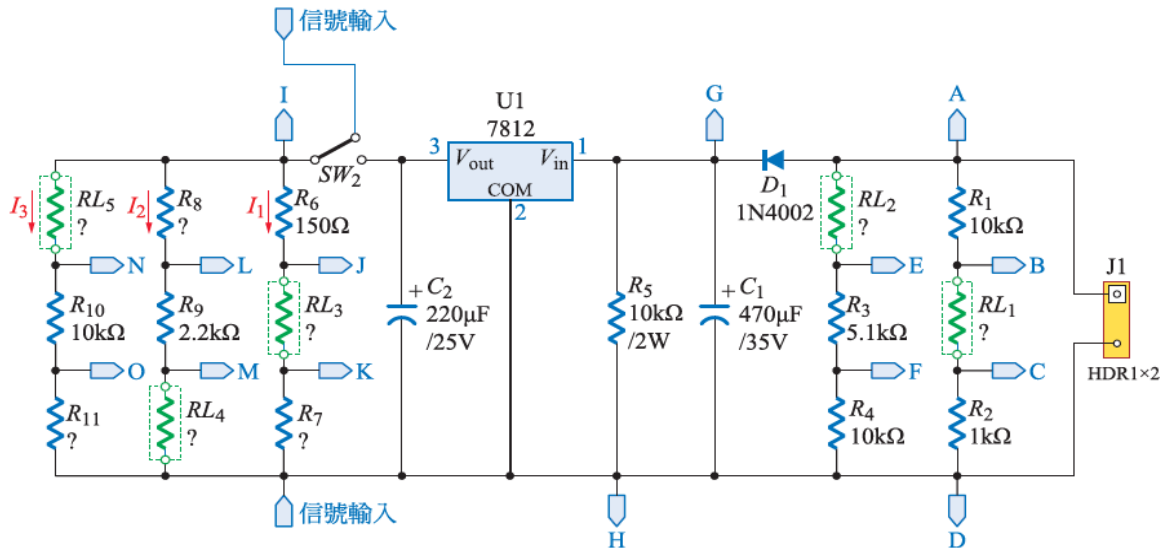 信號輸入
I
G
A
U1
7812
3
1
V out
V in
COM
2
SW2
D1
1N4002
I3
RL5
?
I2
R8
?
I1
R6
150Ω
RL2
?
R1
10kΩ
N
L
J
E
B
J1
R10
10kΩ
R9
2.2kΩ
RL3
?
+ C2
220μF
/25V
R5
10kΩ
/2W
+ C1
470μF
/35V
R3
5.1kΩ
RL1
?
HDR1×2
O
M
K
F
C
R11
?
RL4
?
R7
?
R4
10kΩ
R2
1kΩ
信號輸入
H
D